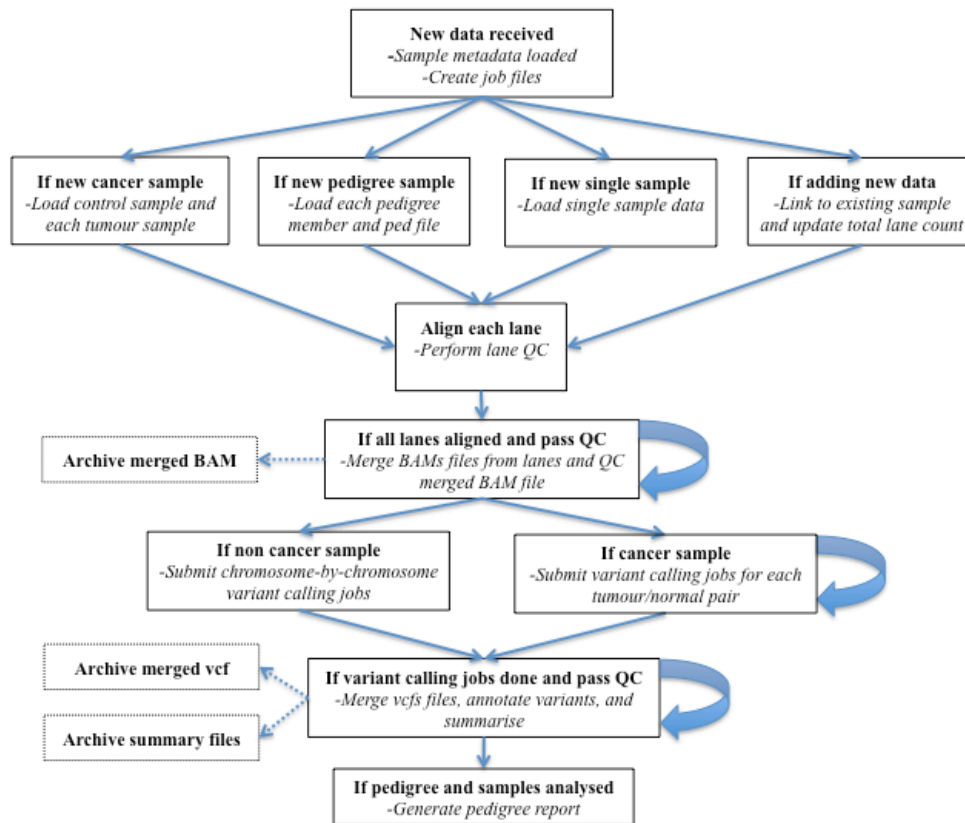 New data received
-Sample metadata loaded
-Create job files
If new cancer sample
-Load control sample and
each tumour sample
If new pedigree sample
-Load each pedigree
member and ped file
If new single sample
-Load single sample data
If adding new data
-Link to existing sample
and update total lane count
Align each lane
-Perform lane QC
If all lanes aligned and pass QC
-Merge BAMs files from lanes and QC
merged BAM file
Archive merged BAM
If non cancer sample
-Submit chromosome-by-chromosome
variant calling jobs
If cancer sample
-Submit variant calling jobs for each
tumour/normal pair
Archive merged vcf
If variant calling jobs done and pass QC
-Merge vcfs files, annotate variants, and
summarise
Archive summary files
If pedigree and samples analysed
-Generate pedigree report